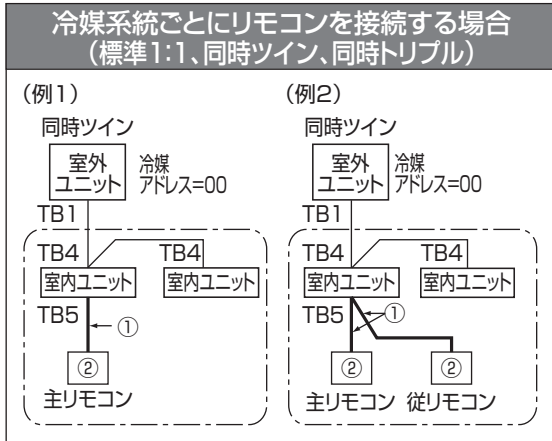 冷媒系統ごとにリモコンを接続する場合
(標準1:1、同時ツイン、同時トリプル)
(例1)
同時ツイン
室外
ユニット
冷媒
アドレス=00
TB1
TB4
TB4
室内ユニット
室内ユニット
TB5
①
②
主リモコン
(例2)
同時ツイン
室外
ユニット
冷媒
アドレス=00
TB1
TB4
TB4
室内ユニット
室内ユニット
TB5
①
②
②
主リモコン
従リモコン